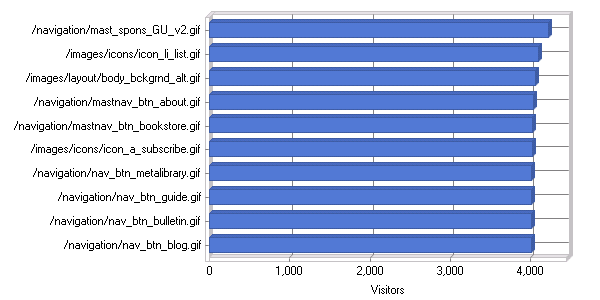 /navigation/mast_spons_GU_v2.gif
/images/icons/icon_li_list.gif
/images/layout/body_bckgrnd_alt.gif
/navigation/mastnav_btn_about.gif
/navigation/mastnav_btn_bookstore.gif
/images/icons/icon_a_subscribe.gif
/navigation/nav_btn_metalibrary.gif
/navigation/nav_btn_guide.gif
/navigation/nav_btn_bulletin.gif
/navigation/nav_btn_blog.gif
0 1,000 2,000 3,000 4,000
Visitors